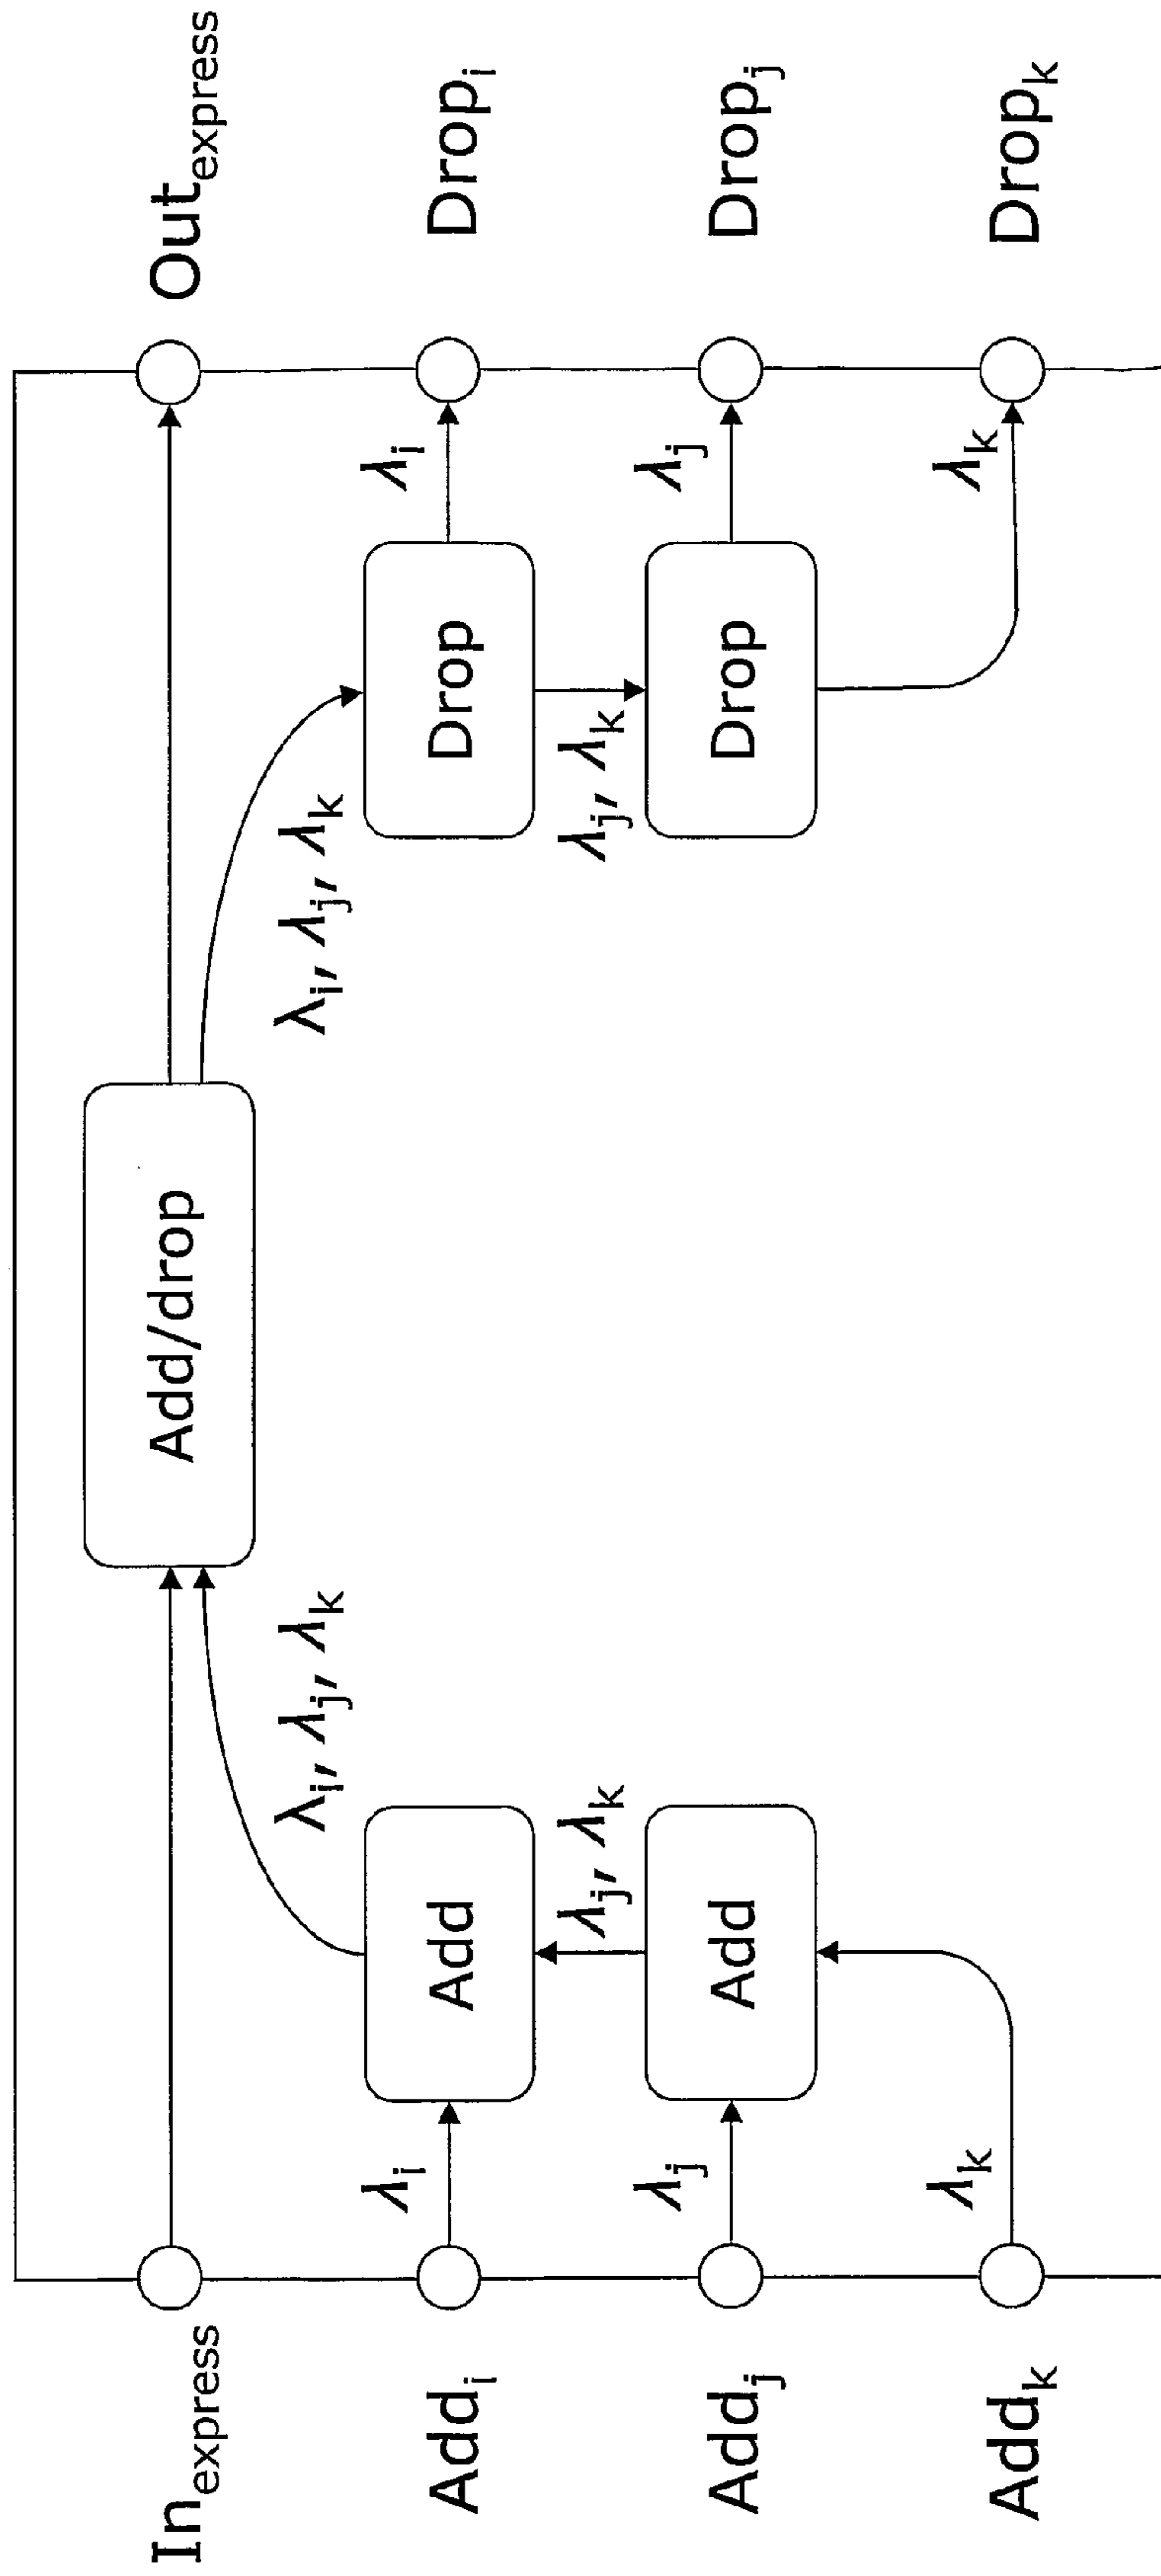 In_express
Out_express
Add/drop
λ_i, λ_j, λ_k
λ_i, λ_j, λ_k
Add_i
λ_i
Add
Drop
λ_i
Drop_i
λ_j, λ_k
λ_j, λ_k
Add_j
λ_j
Add
Drop
λ_j
Drop_j
Add_k
λ_k
λ_k
Drop_k